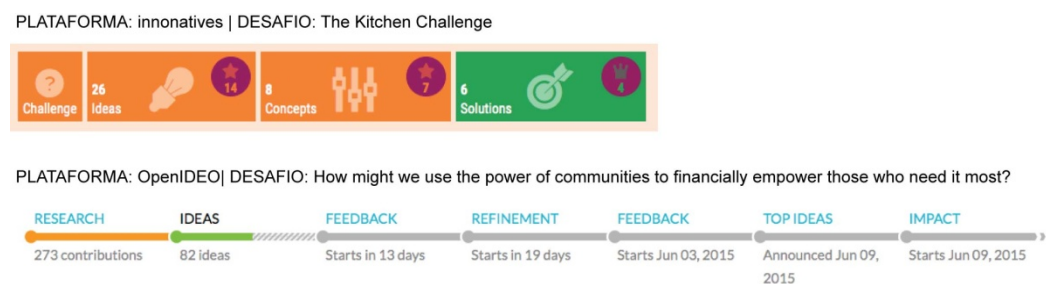 PLATAFORMA: innonatives | DESAFIO: The Kitchen Challenge
?
Challenge
26
Ideas
14
8
Concepts
7
6
Solutions
4
PLATAFORMA: OpenIDEO| DESAFIO: How might we use the power of communities to financially empower those who need it most?
RESEARCH IDEAS FEEDBACK REFINEMENT FEEDBACK TOP IDEAS IMPACT
273 contributions 82 ideas Starts in 13 days Starts in 19 days Starts Jun 03, 2015 Announced Jun 09, Starts Jun 09, 2015
2015